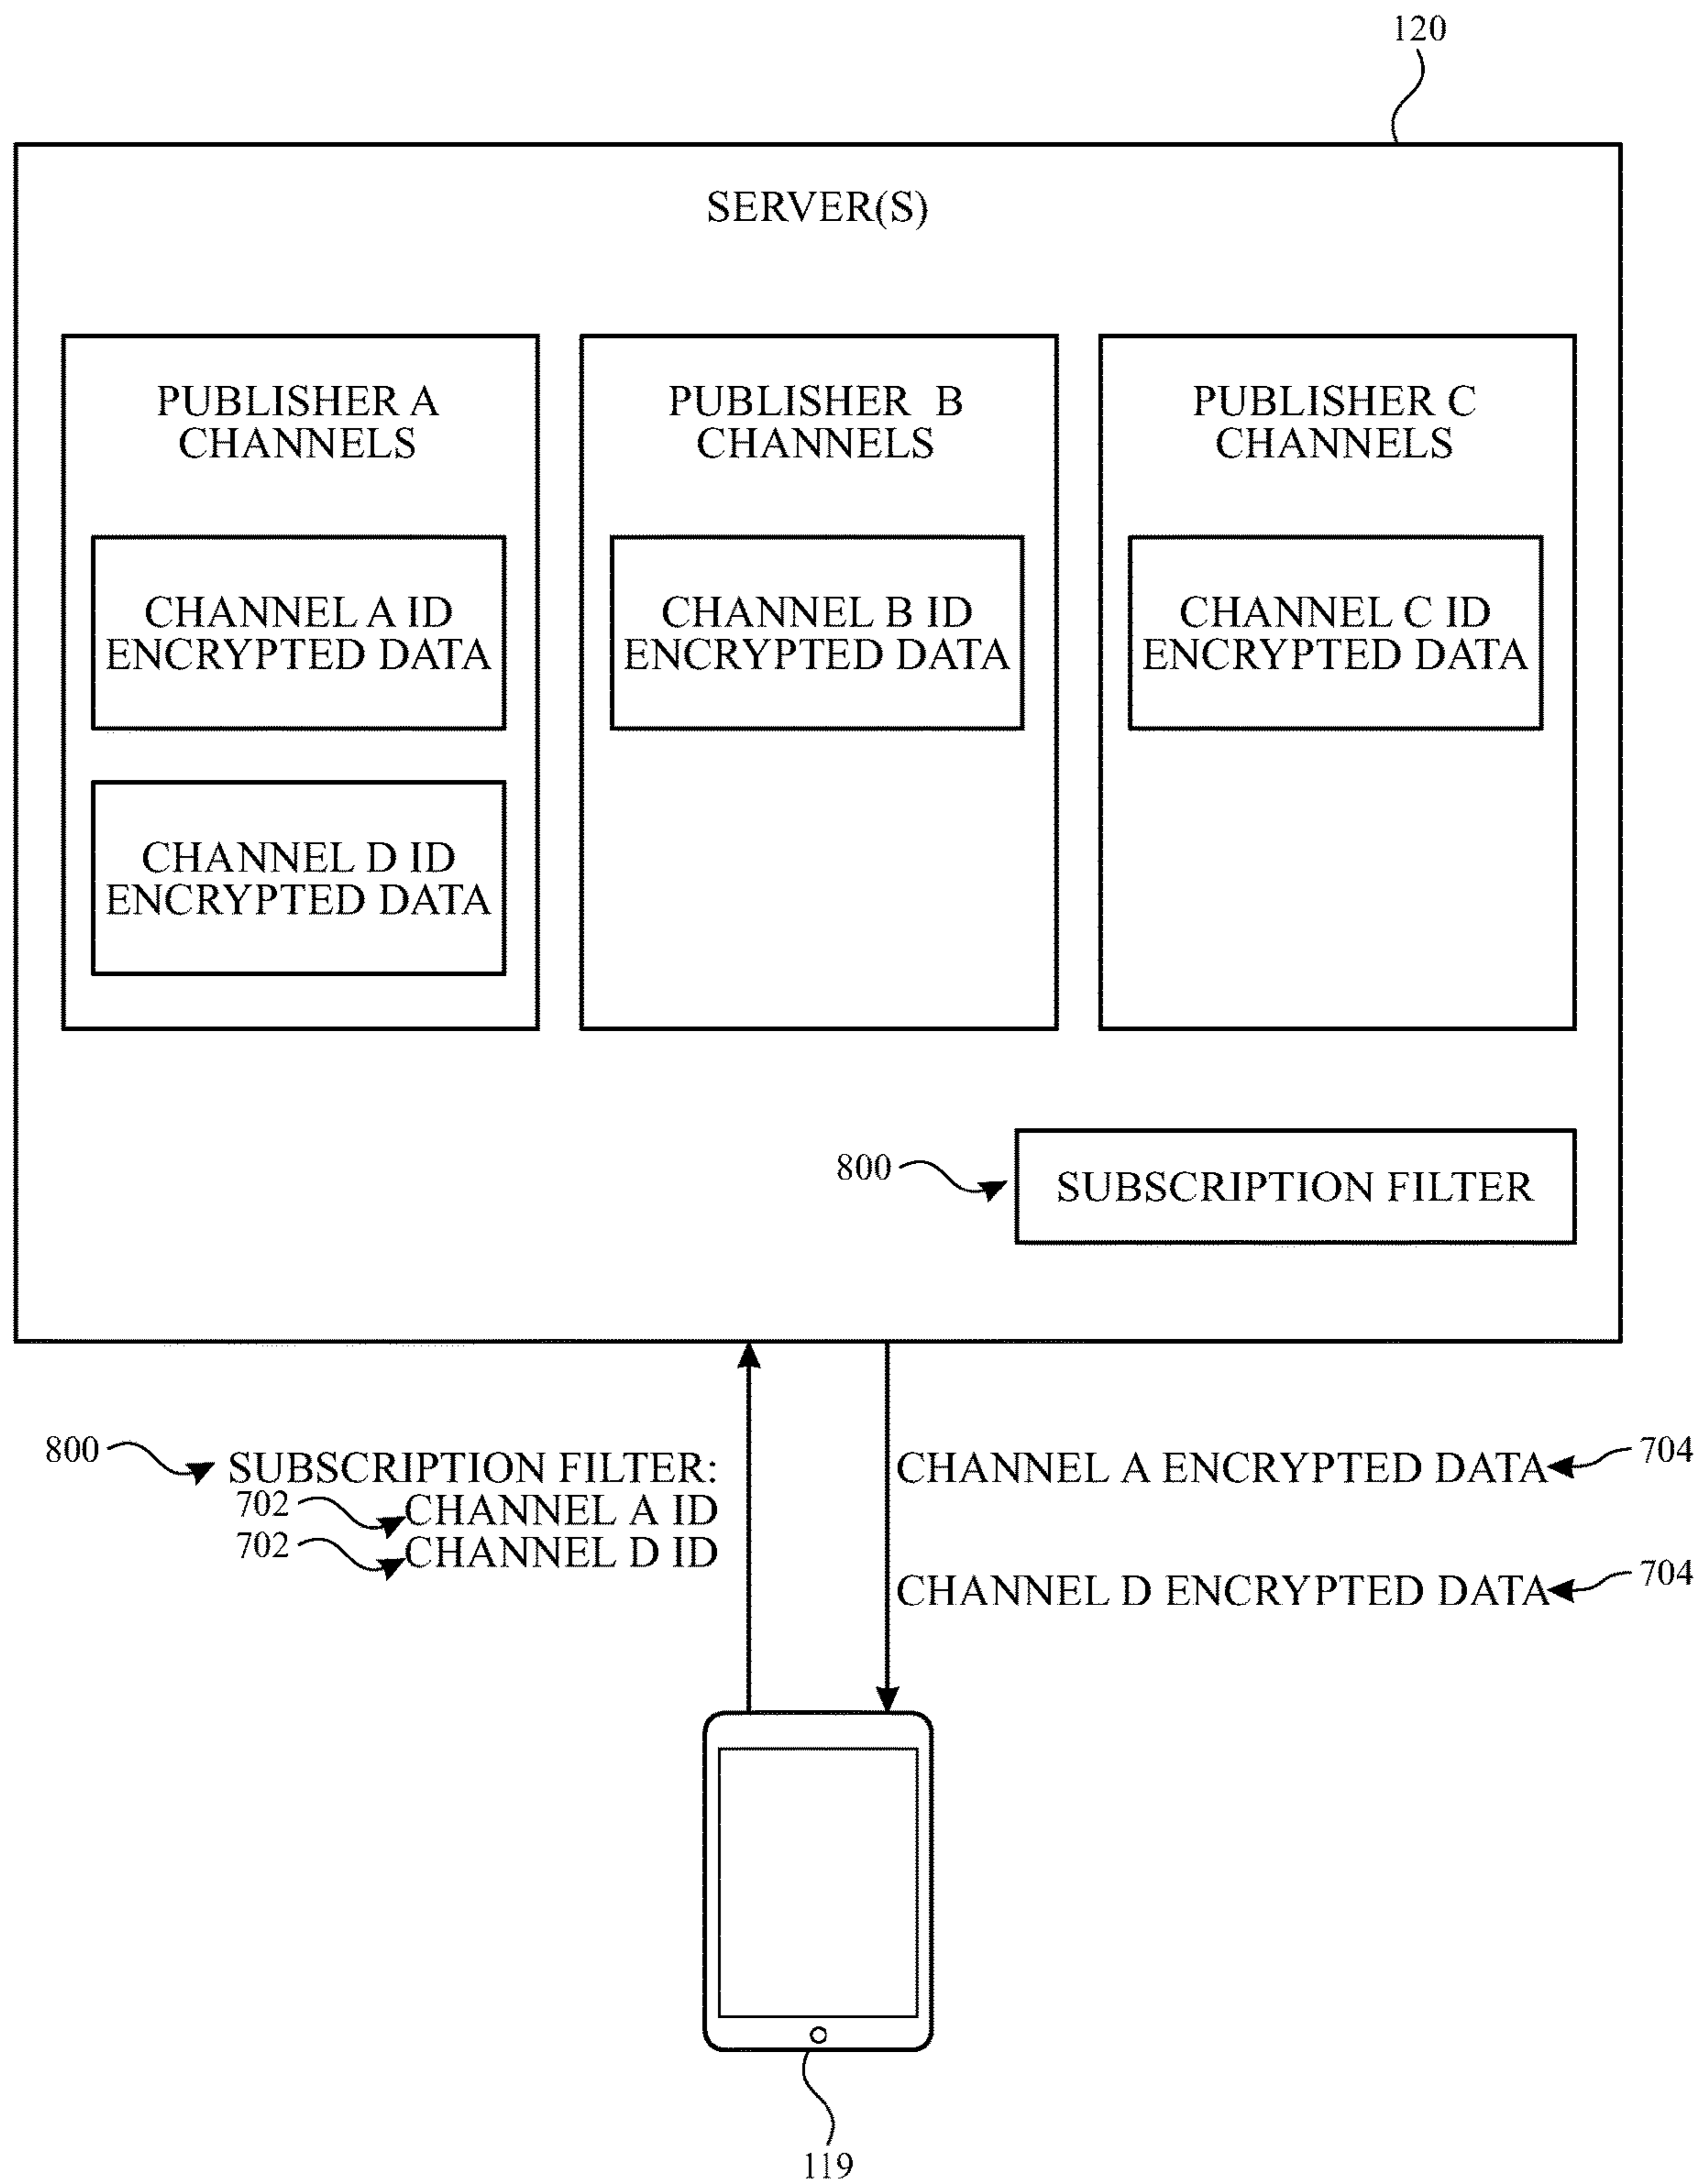 120
SERVER(S)
PUBLISHER A
CHANNELS
CHANNEL A ID
ENCRYPTED DATA
CHANNEL D ID
ENCRYPTED DATA
PUBLISHER B
CHANNELS
CHANNEL B ID
ENCRYPTED DATA
PUBLISHER C
CHANNELS
CHANNEL C ID
ENCRYPTED DATA
800
SUBSCRIPTION FILTER
800
SUBSCRIPTION FILTER:
702
CHANNEL A ID
702
CHANNEL D ID
CHANNEL A ENCRYPTED DATA
704
CHANNEL D ENCRYPTED DATA
704
119